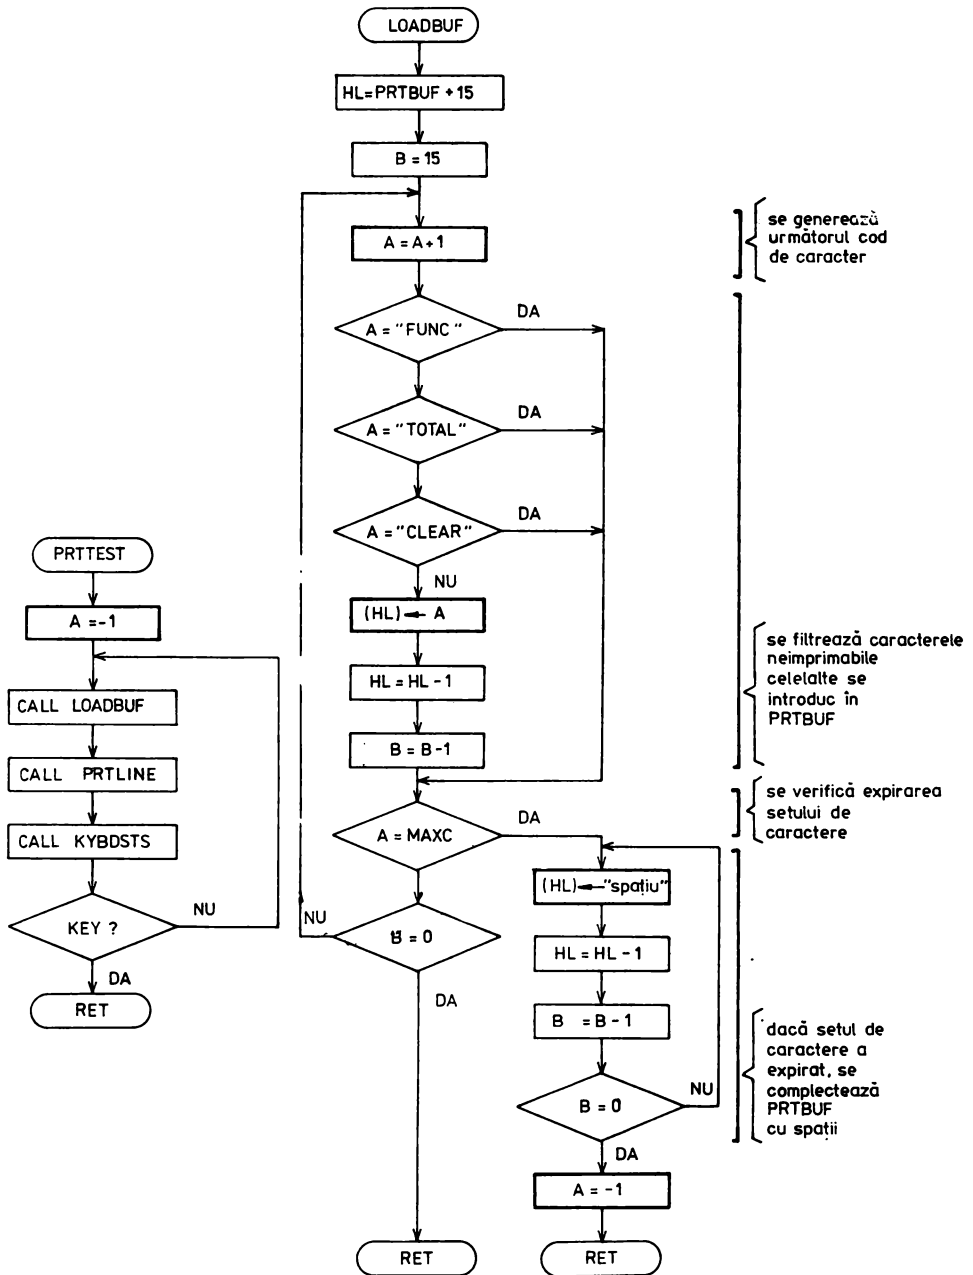 LOADBUF
HL=PRTBUF + 15
B = 15
A = A+1
se generează
următorul cod
de caracter
A = "FUNC"
DA
A = "TOTAL"
DA
A = "CLEAR"
DA
NU
(HL) ← A
HL = HL - 1
B = B-1
se filtrează caracterele
neimprimabile
celelalte se
introduc în
PRTBUF
A = MAXC
DA
se verifică expirarea
setului de
caractere
B = 0
NU
DA
(HL) ← "spațiu"
HL = HL - 1
B = B - 1
B = 0
NU
DA
A = -1
RET
RET
dacă setul de
caractere a
expirat, se
complectează
PRTBUF
cu spații
PRTTEST
A = -1
CALL LOADBUF
CALL PRTLINE
CALL KYBDSTS
KEY ?
NU
DA
RET